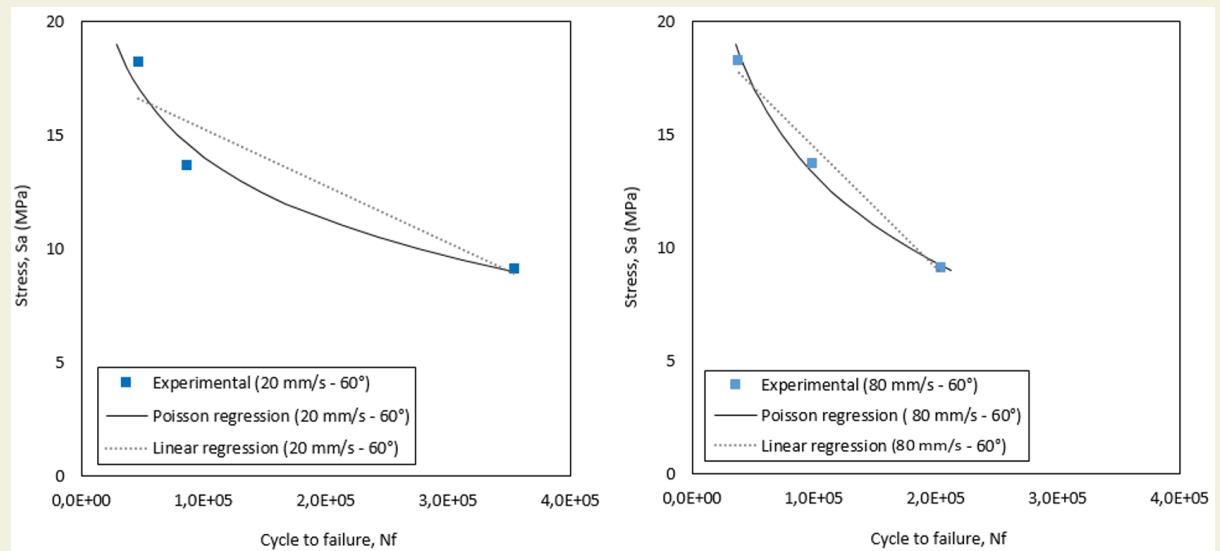 20
15
10
5
0
Stress, Sa (MPa)
Experimental (20 mm/s - 60°)
Poisson regression (20 mm/s - 60°)
Linear regression (20 mm/s - 60°)
0,0E+00 1,0E+05 2,0E+05 3,0E+05 4,0E+05
Cycle to failure, Nf
20
15
10
5
0
Stress, Sa (MPa)
Experimental (80 mm/s - 60°)
Poisson regression ( 80 mm/s - 60°)
Linear regression (80 mm/s - 60°)
0,0E+00 1,0E+05 2,0E+05 3,0E+05 4,0E+05
Cycle to failure, Nf